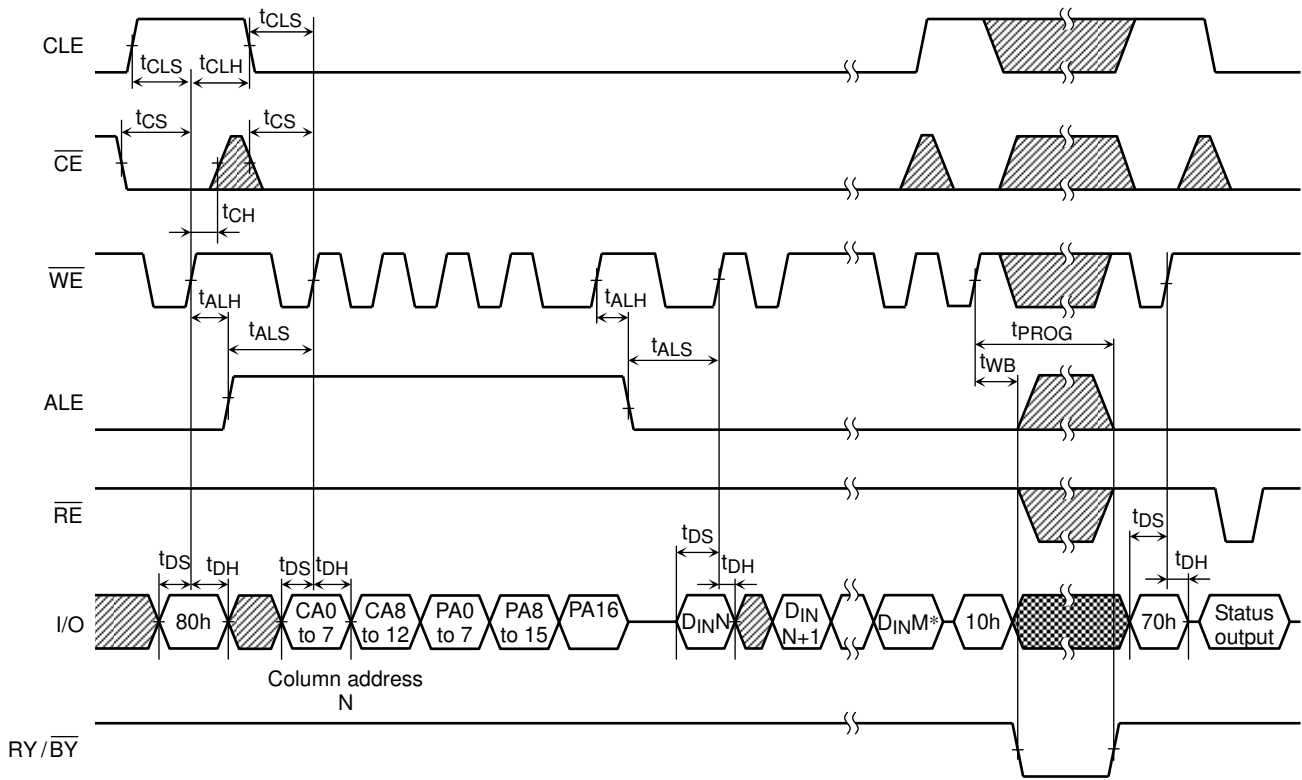 CLE
tCLS
tCLS tCLH
CE
tCS tCS
tCH
WE
tALH tALH
tALS tALS
tPROG
tWB
ALE
RE
tDS tDH tDS tDH tDS tDH tDS tDH
I/O
80h
CA0
to 7
CA8
to 12
PA0
to 7
PA8
to 15
PA16
DINN
DIN
N+1
DINM*
10h
70h
Status
output
Column address
N
RY/BY